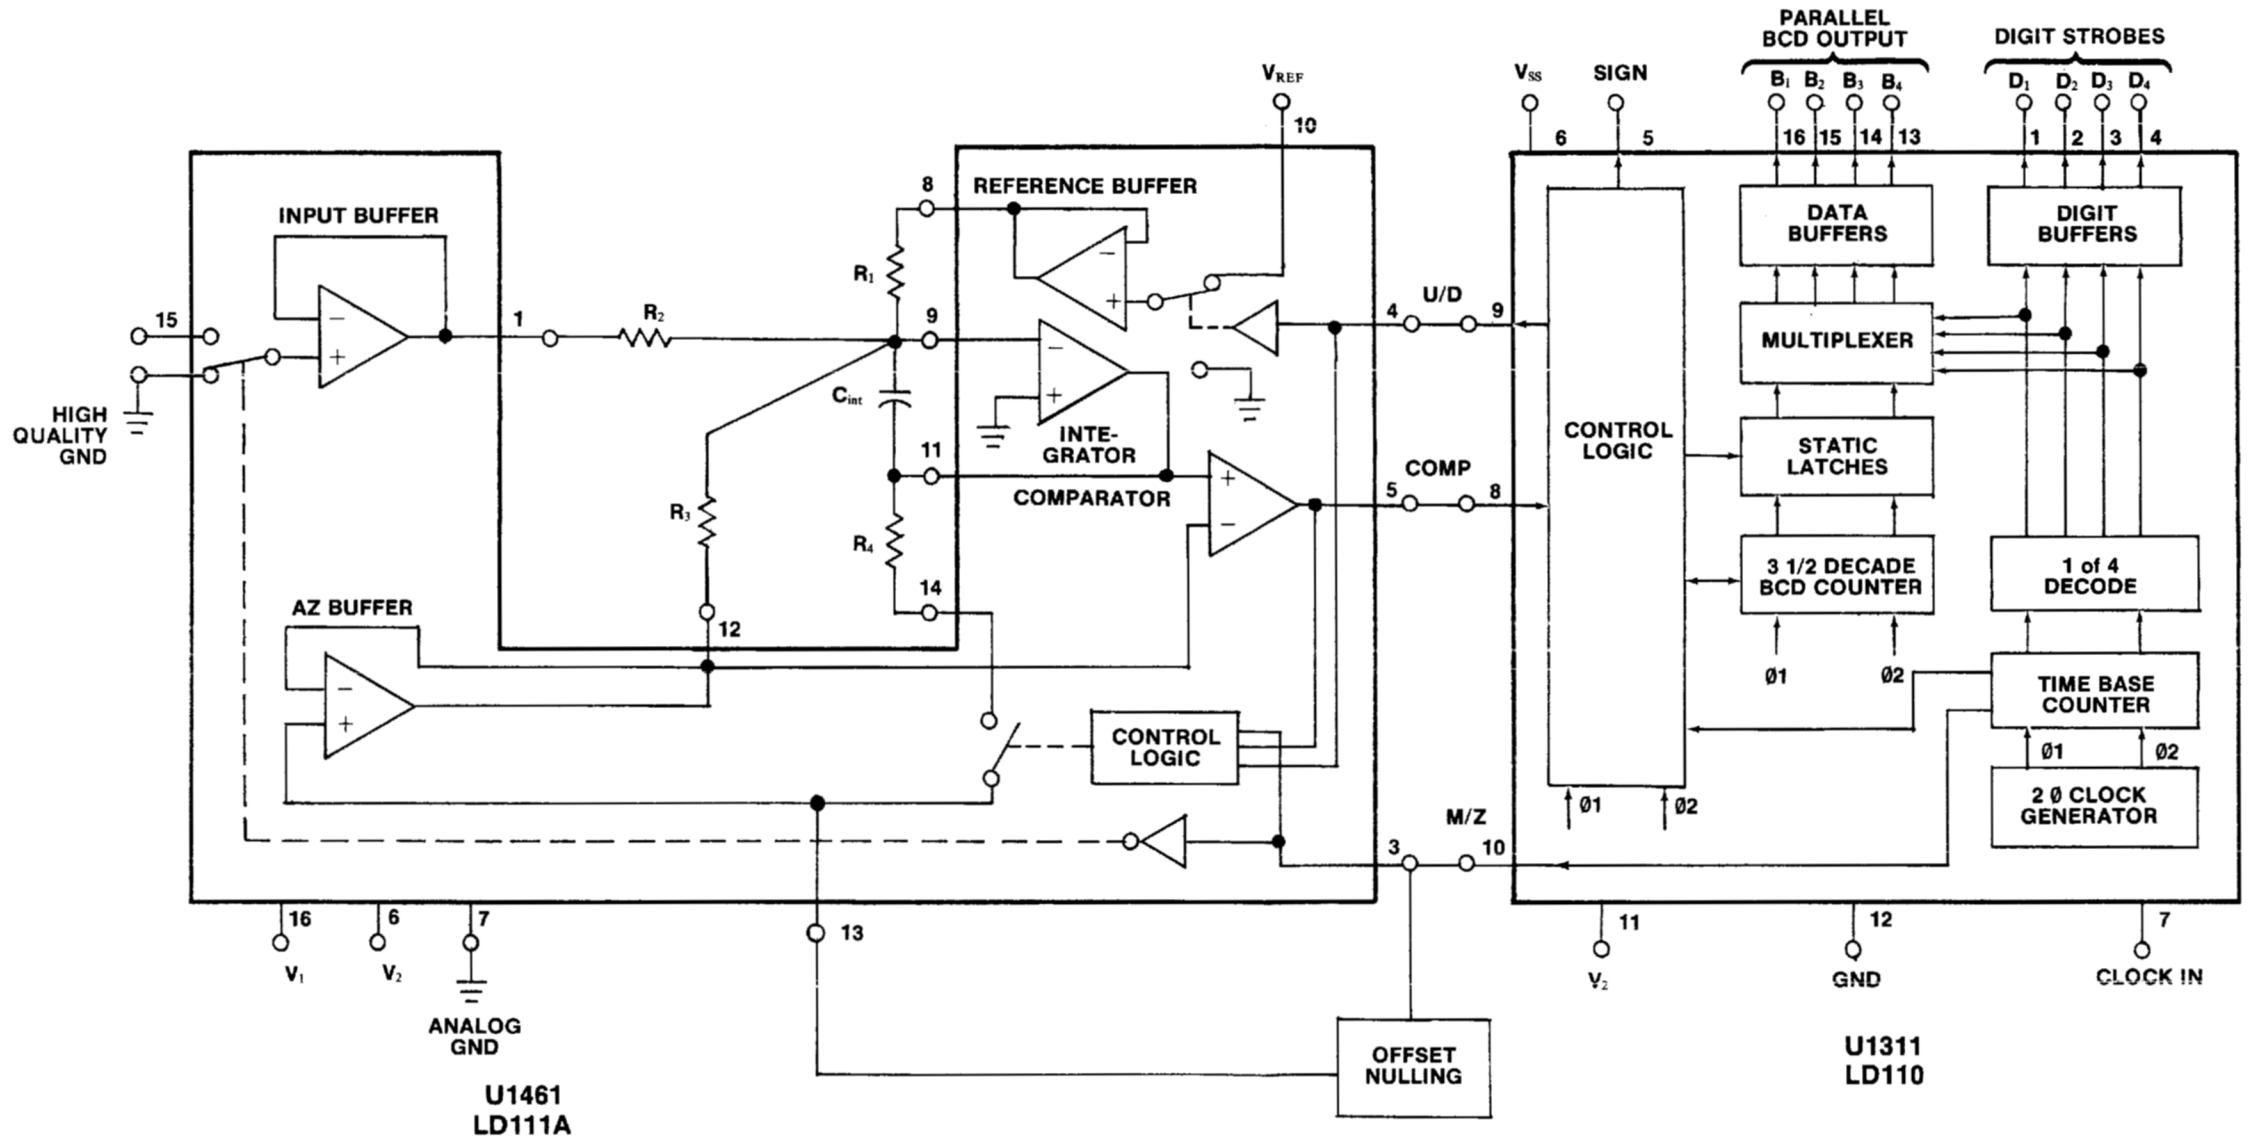 PARALLEL
BCD OUTPUT
DIGIT STROBES
VREF
VSS
SIGN
B1 B2 B3 B4
D1 D2 D3 D4
10
6
5
16 15 14 13
1 2 3 4
8
REFERENCE BUFFER
INPUT BUFFER
DATA
BUFFERS
DIGIT
BUFFERS
R1
−
+
15
−
+
1
R2
9
−
+
4
U/D
9
MULTIPLEXER
HIGH
QUALITY
GND
Cint
INTE-
GRATOR
11
COMPARATOR
+
−
5
COMP
8
CONTROL
LOGIC
STATIC
LATCHES
R3
R4
14
3 1/2 DECADE
BCD COUNTER
1 of 4
DECODE
AZ BUFFER
12
−
+
Ø1
Ø2
TIME BASE
COUNTER
CONTROL
LOGIC
Ø1
Ø2
2 Ø CLOCK
GENERATOR
Ø1
Ø2
M/Z
3
10
16
6
7
13
11
12
7
V1
V2
ANALOG
GND
V2
GND
CLOCK IN
OFFSET
NULLING
U1461
LD111A
U1311
LD110